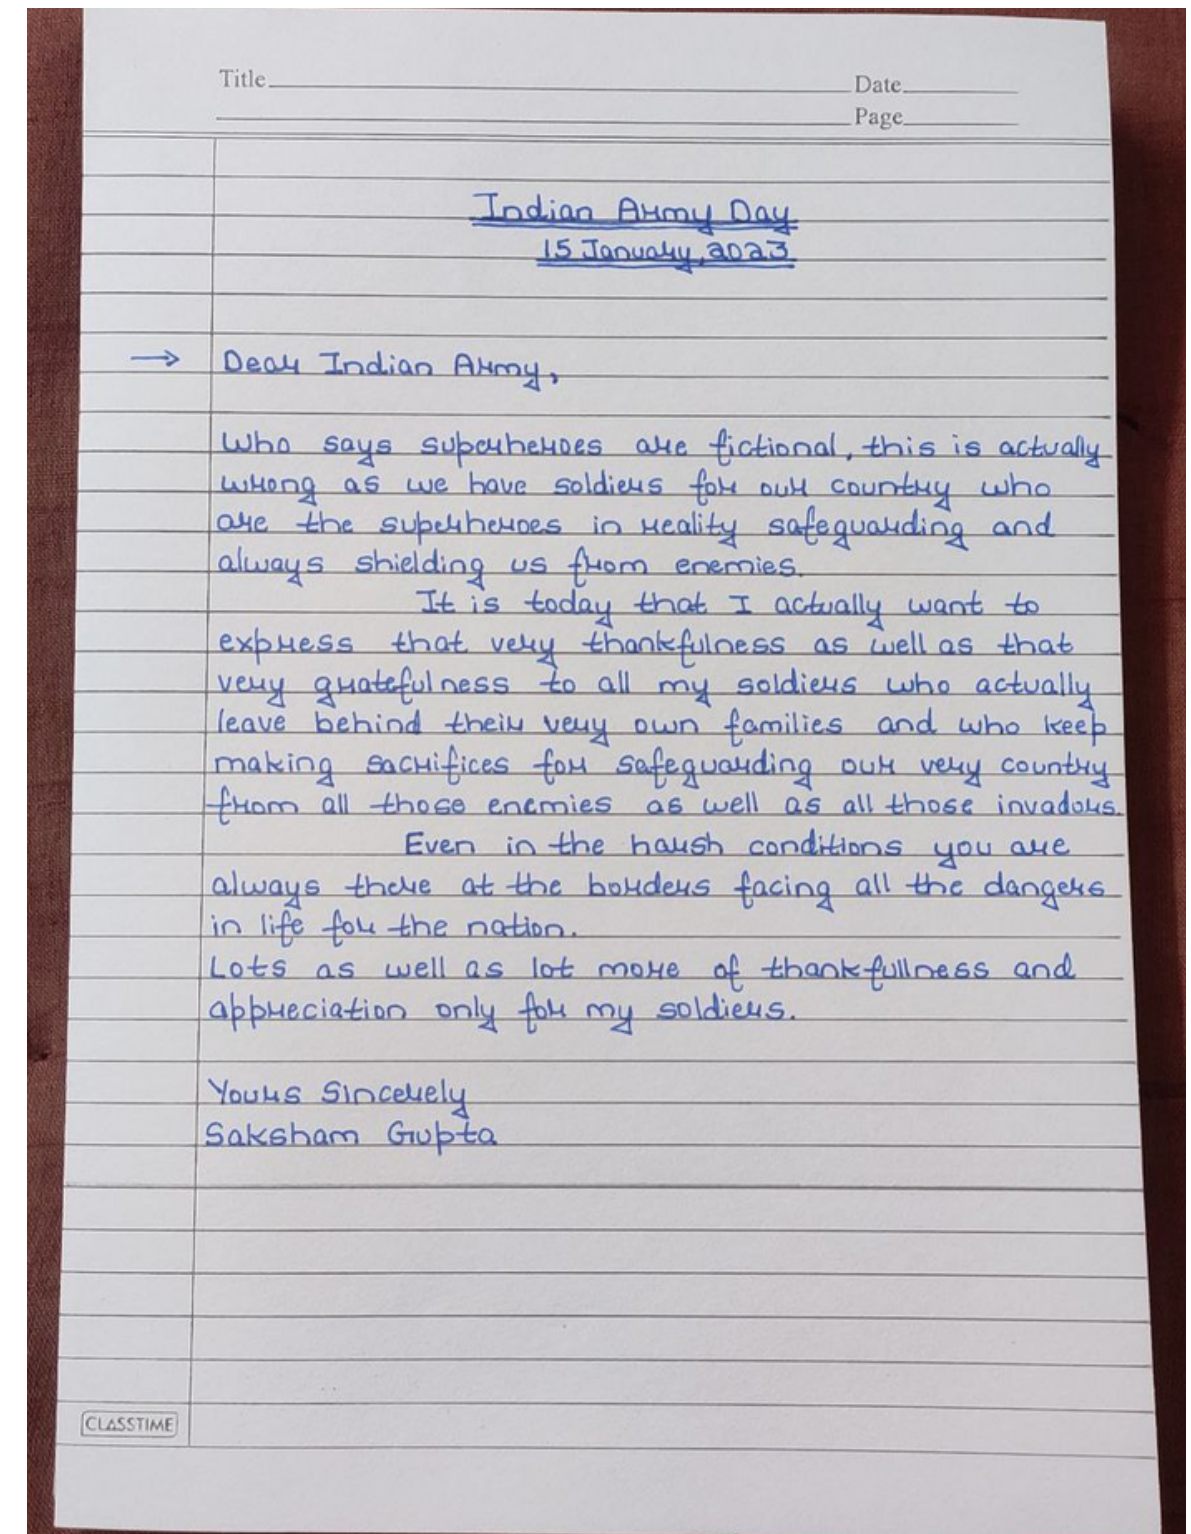 Title
Date
Page
Indian Army Day
15 January, 2023
→ Dear Indian Army,
Who says superheroes are fictional, this is actually
wrong as we have soldiers for our country who
are the superheroes in reality safeguarding and
always shielding us from enemies.
It is today that I actually want to
express that very thankfulness as well as that
very gratefulness to all my soldiers who actually
leave behind their very own families and who keep
making sacrifices for safeguarding our very country
from all those enemies as well as all those invadors.
Even in the harsh conditions you are
always there at the borders facing all the dangers
in life for the nation.
Lots as well as lot more of thankfullness and
appreciation only for my soldiers.
Yours Sincerely
Saksham Gupta
CLASSTIME